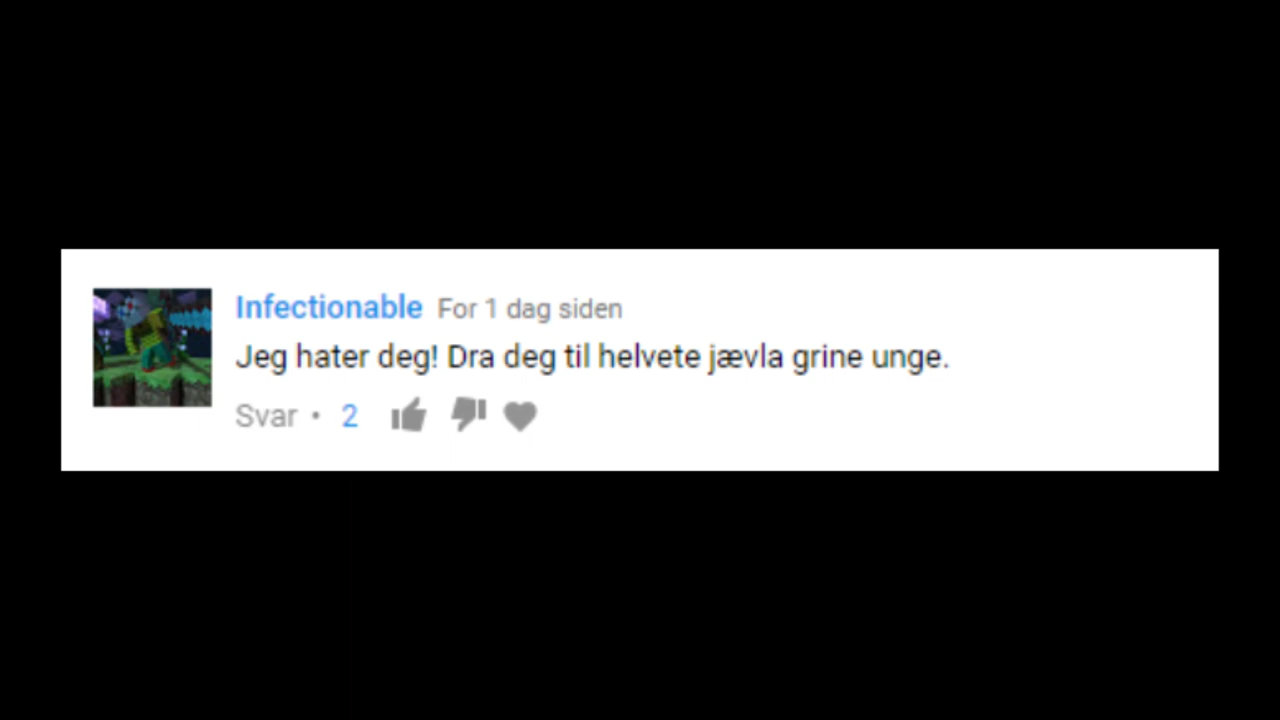 Infectionable For 1 dag siden
Jeg hater deg! Dra deg til helvete jævla grine unge.
Svar • 2